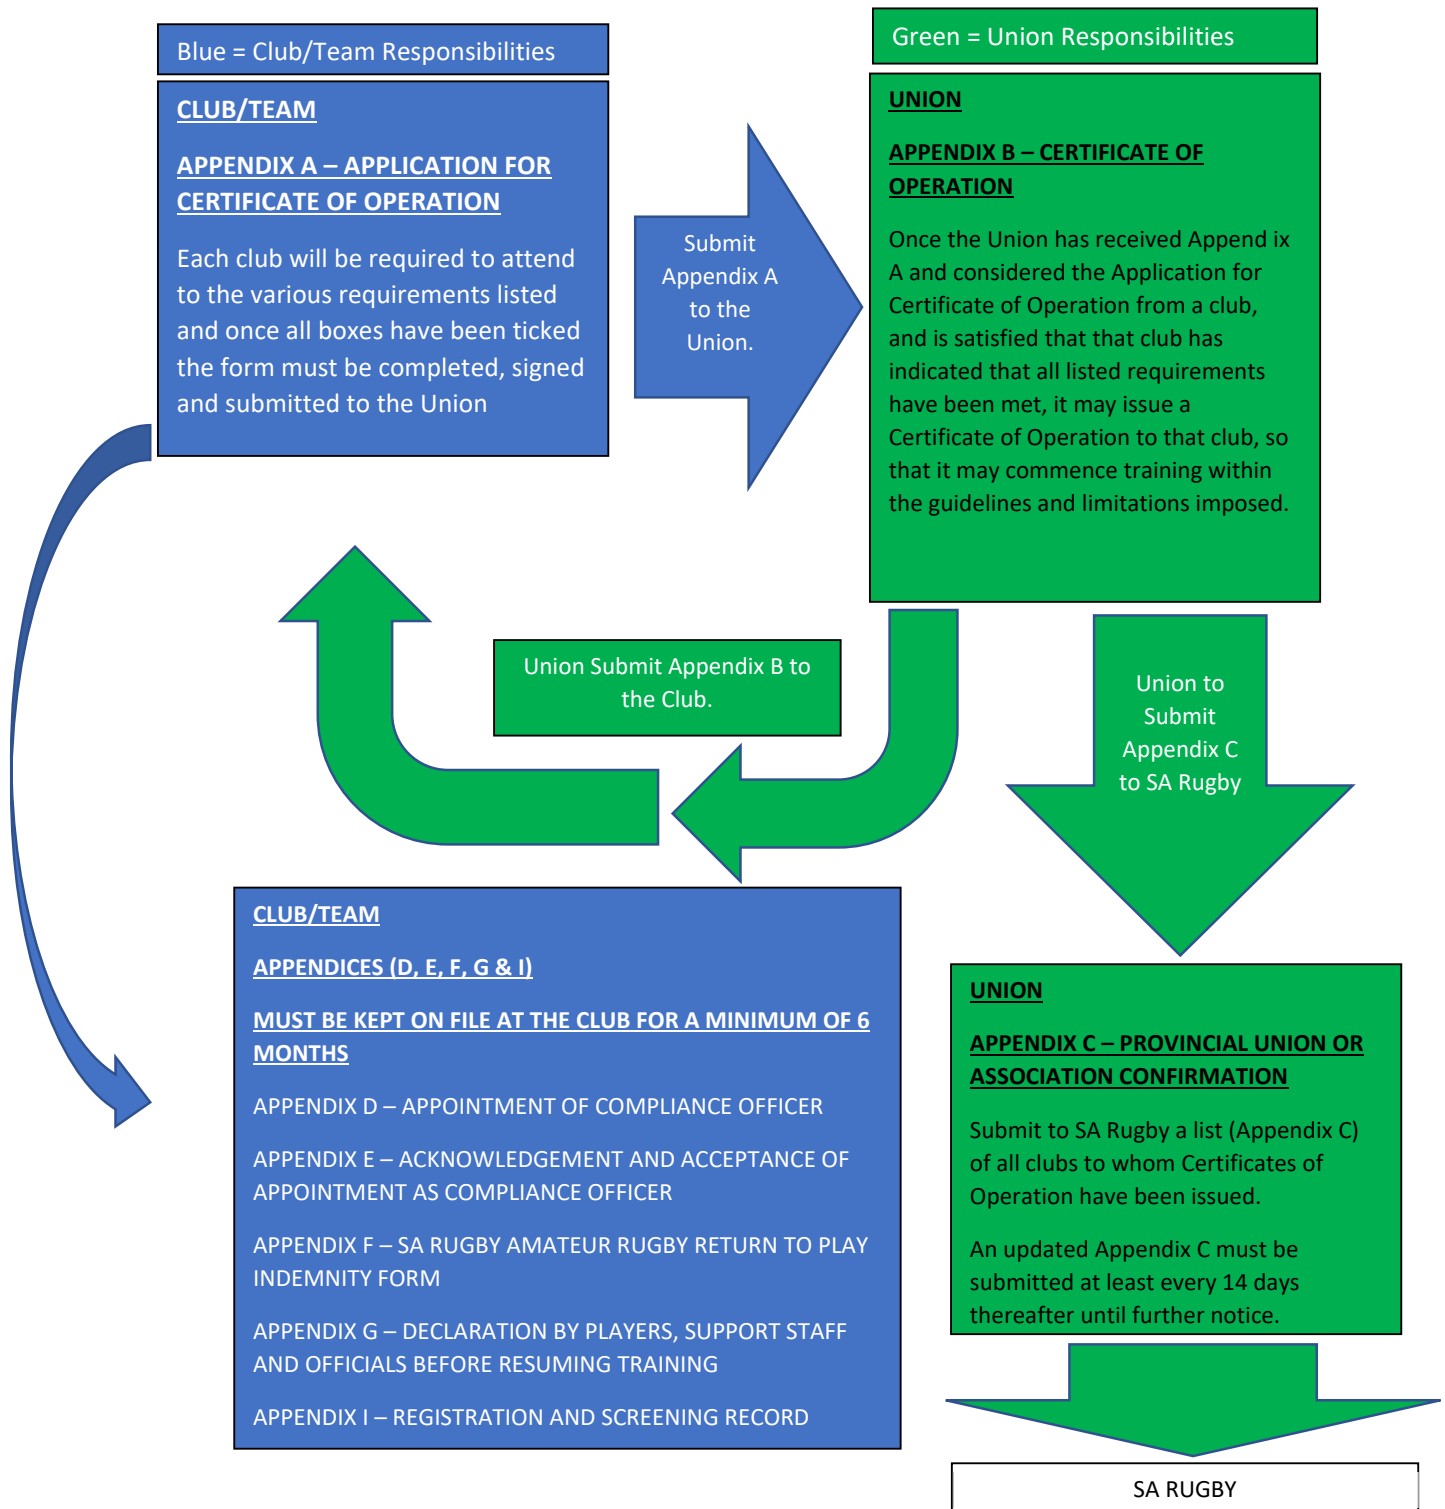 Blue = Club/Team Responsibilities
CLUB/TEAM
APPENDIX A – APPLICATION FOR
CERTIFICATE OF OPERATION
Each club will be required to attend
to the various requirements listed
and once all boxes have been ticked
the form must be completed, signed
and submitted to the Union
Submit
Appendix A
to the
Union.
Green = Union Responsibilities
UNION
APPENDIX B – CERTIFICATE OF
OPERATION
Once the Union has received Append ix
A and considered the Application for
Certificate of Operation from a club,
and is satisfied that that club has
indicated that all listed requirements
have been met, it may issue a
Certificate of Operation to that club, so
that it may commence training within
the guidelines and limitations imposed.
Union Submit Appendix B to
the Club.
Union to
Submit
Appendix C
to SA Rugby
CLUB/TEAM
APPENDICES (D, E, F, G & I)
MUST BE KEPT ON FILE AT THE CLUB FOR A MINIMUM OF 6
MONTHS
APPENDIX D – APPOINTMENT OF COMPLIANCE OFFICER
APPENDIX E – ACKNOWLEDGEMENT AND ACCEPTANCE OF
APPOINTMENT AS COMPLIANCE OFFICER
APPENDIX F – SA RUGBY AMATEUR RUGBY RETURN TO PLAY
INDEMNITY FORM
APPENDIX G – DECLARATION BY PLAYERS, SUPPORT STAFF
AND OFFICIALS BEFORE RESUMING TRAINING
APPENDIX I – REGISTRATION AND SCREENING RECORD
UNION
APPENDIX C – PROVINCIAL UNION OR
ASSOCIATION CONFIRMATION
Submit to SA Rugby a list (Appendix C)
of all clubs to whom Certificates of
Operation have been issued.
An updated Appendix C must be
submitted at least every 14 days
thereafter until further notice.
SA RUGBY